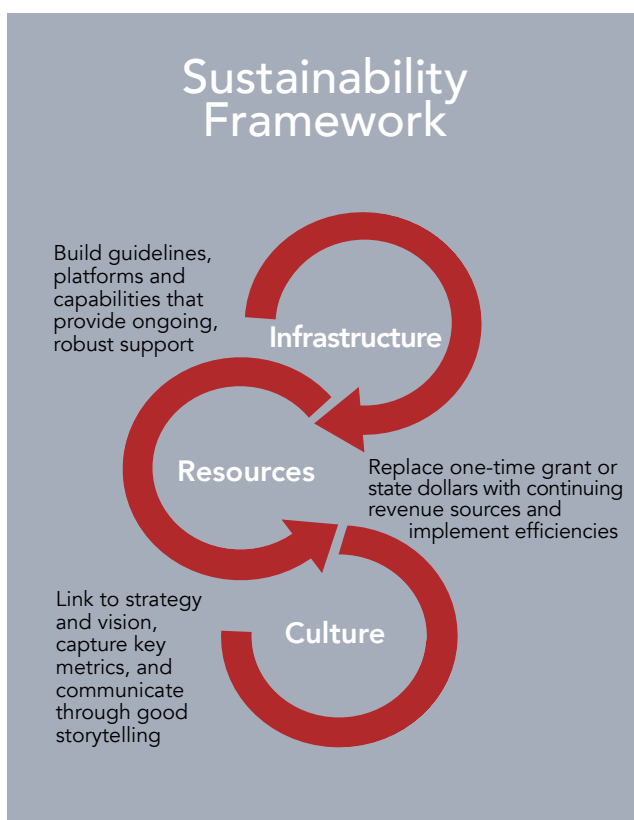 Sustainability
Framework
Build guidelines,
platforms and
capabilities that
provide ongoing,
robust support
Infrastructure
Resources
Replace one-time grant or
state dollars with continuing
revenue sources and
implement efficiencies
Link to strategy
and vision,
capture key
metrics, and
communicate
through good
storytelling
Culture